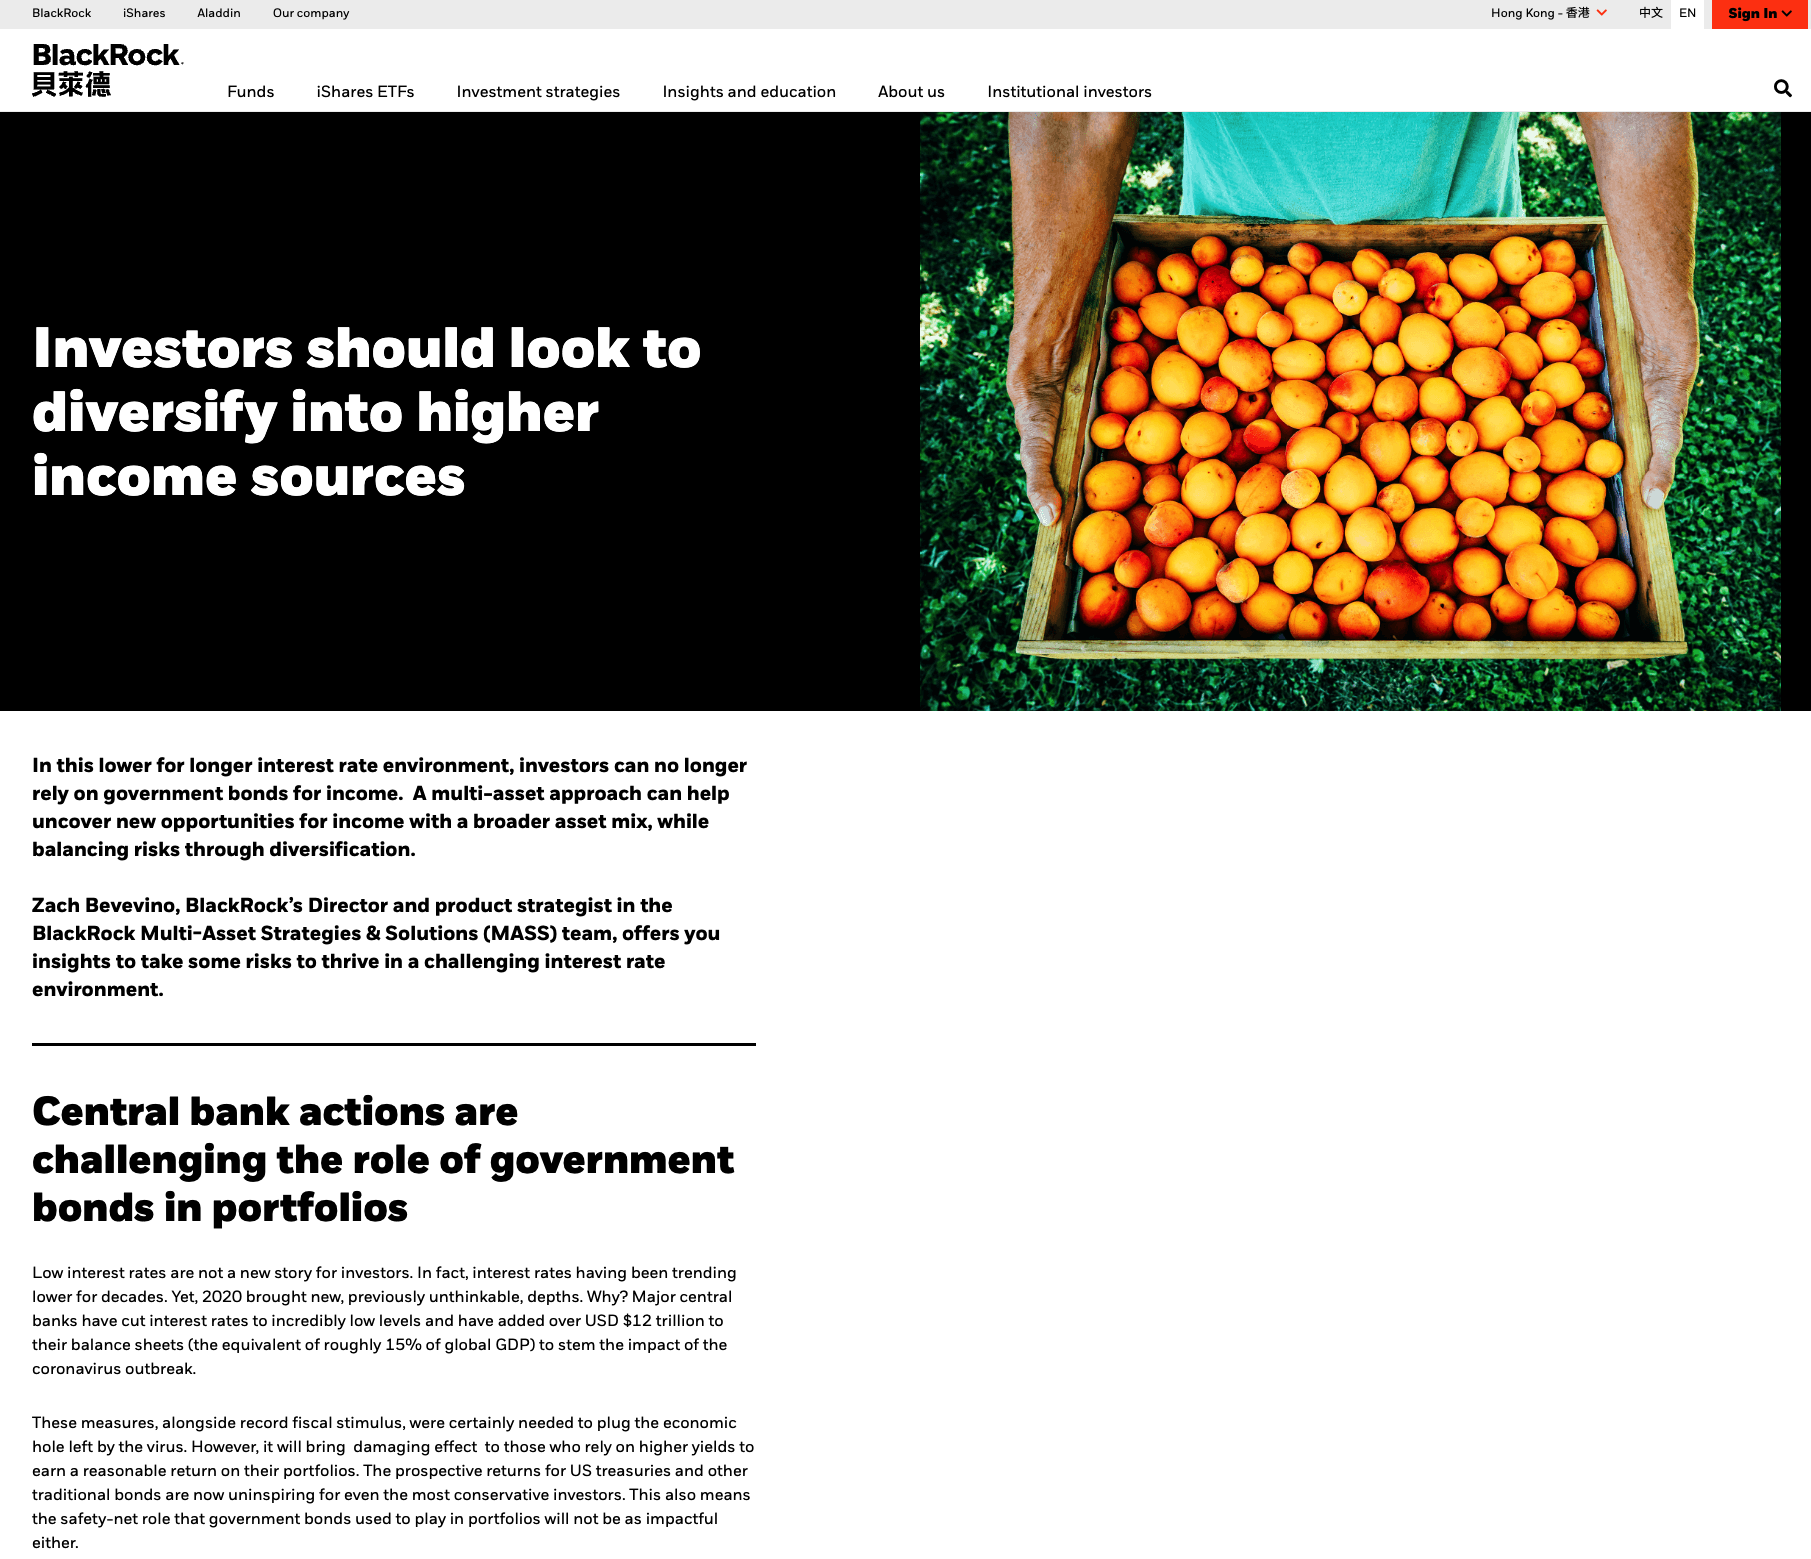 BlackRock iShares Aladdin Our company Hong Kong - 香港 中文 EN Sign In
BlackRock.
貝萊德
Funds iShares ETFs Investment strategies Insights and education About us Institutional investors
Investors should look to
diversify into higher
income sources
In this lower for longer interest rate environment, investors can no longer
rely on government bonds for income.  A multi-asset approach can help
uncover new opportunities for income with a broader asset mix, while
balancing risks through diversification.
Zach Bevevino, BlackRock’s Director and product strategist in the
BlackRock Multi-Asset Strategies & Solutions (MASS) team, offers you
insights to take some risks to thrive in a challenging interest rate
environment.
Central bank actions are
challenging the role of government
bonds in portfolios
Low interest rates are not a new story for investors. In fact, interest rates having been trending
lower for decades. Yet, 2020 brought new, previously unthinkable, depths. Why? Major central
banks have cut interest rates to incredibly low levels and have added over USD $12 trillion to
their balance sheets (the equivalent of roughly 15% of global GDP) to stem the impact of the
coronavirus outbreak.
These measures, alongside record fiscal stimulus, were certainly needed to plug the economic
hole left by the virus. However, it will bring  damaging effect  to those who rely on higher yields to
earn a reasonable return on their portfolios. The prospective returns for US treasuries and other
traditional bonds are now uninspiring for even the most conservative investors. This also means
the safety-net role that government bonds used to play in portfolios will not be as impactful
either.